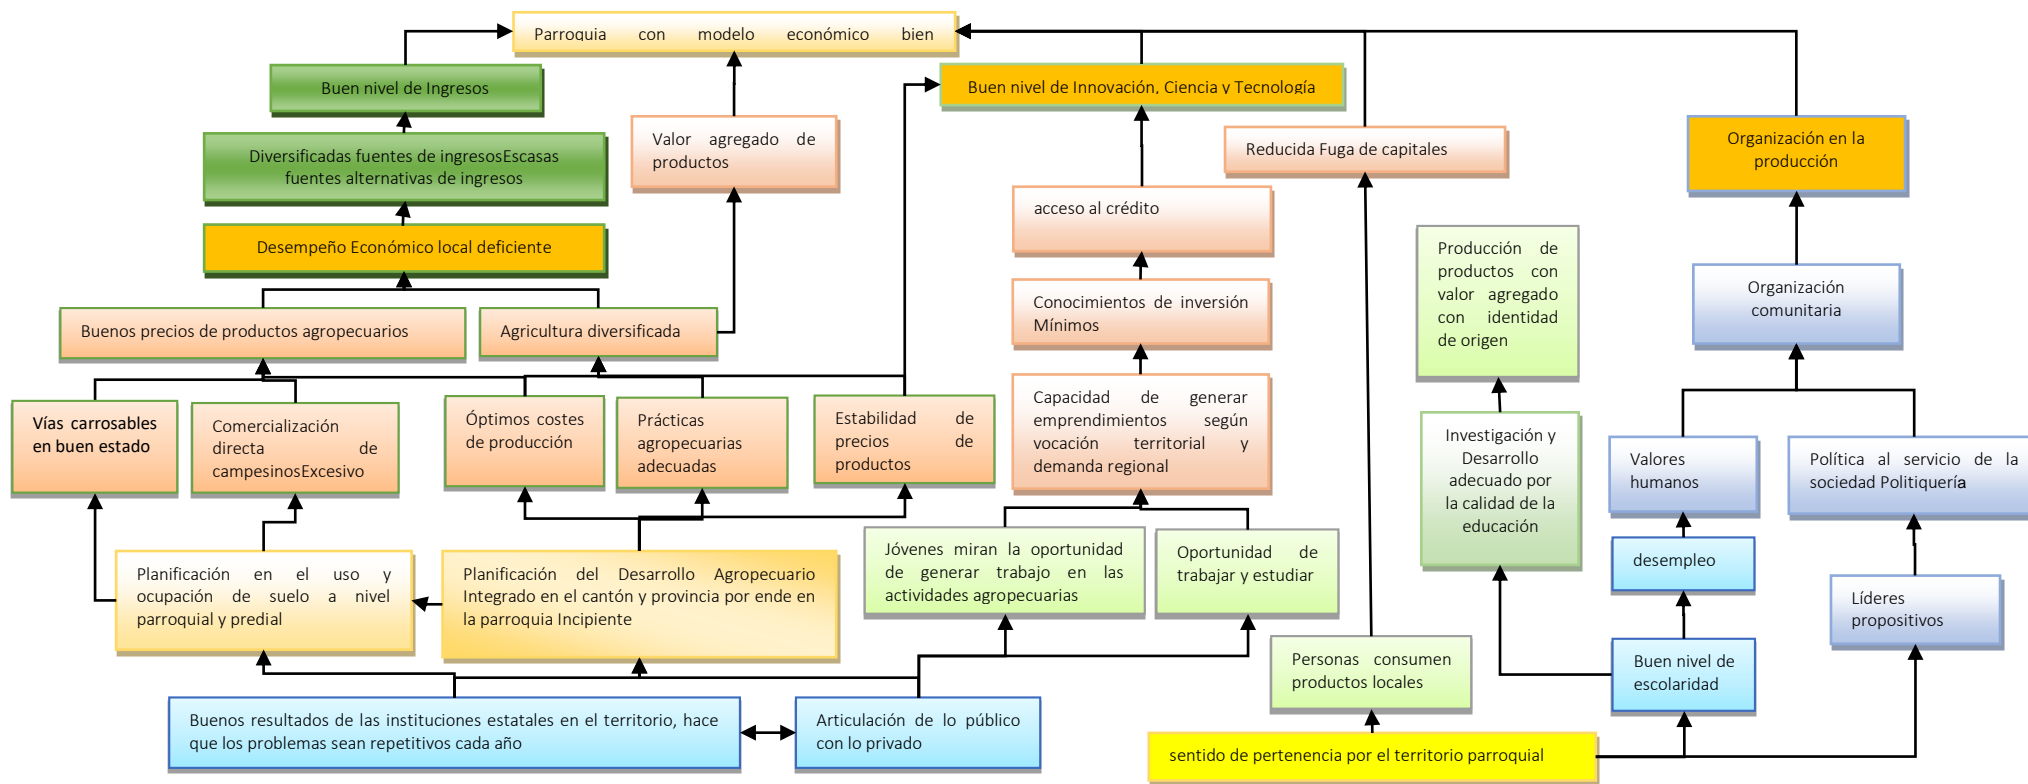 Parroquia con modelo económico bien
Buen nivel de Ingresos
Buen nivel de Innovación, Ciencia y Tecnología
Diversificadas fuentes de ingresosEscasas
fuentes alternativas de ingresos
Valor agregado de
productos
Reducida Fuga de capitales
Organización en la
producción
acceso al crédito
Desempeño Económico local deficiente
Producción de
productos con
valor agregado
con identidad
de origen
Organización
comunitaria
Buenos precios de productos agropecuarios
Agricultura diversificada
Conocimientos de inversión
Mínimos
Vías carrosables
en buen estado
Comercialización
directa de
campesinosExcesivo
Óptimos costes
de producción
Prácticas
agropecuarias
adecuadas
Estabilidad de
precios de
productos
Capacidad de generar
emprendimientos según
vocación territorial y
demanda regional
Investigación y
Desarrollo
adecuado por
la calidad de la
educación
Valores
humanos
Política al servicio de la
sociedad Politiquería
Planificación en el uso y
ocupación de suelo a nivel
parroquial y predial
Planificación del Desarrollo Agropecuario
Integrado en el cantón y provincia por ende en
la parroquia Incipiente
Jóvenes miran la oportunidad
de generar trabajo en las
actividades agropecuarias
Oportunidad de
trabajar y estudiar
desempleo
Líderes
propositivos
Personas consumen
productos locales
Buen nivel de
escolaridad
Buenos resultados de las instituciones estatales en el territorio, hace
que los problemas sean repetitivos cada año
Articulación de lo público
con lo privado
sentido de pertenencia por el territorio parroquial